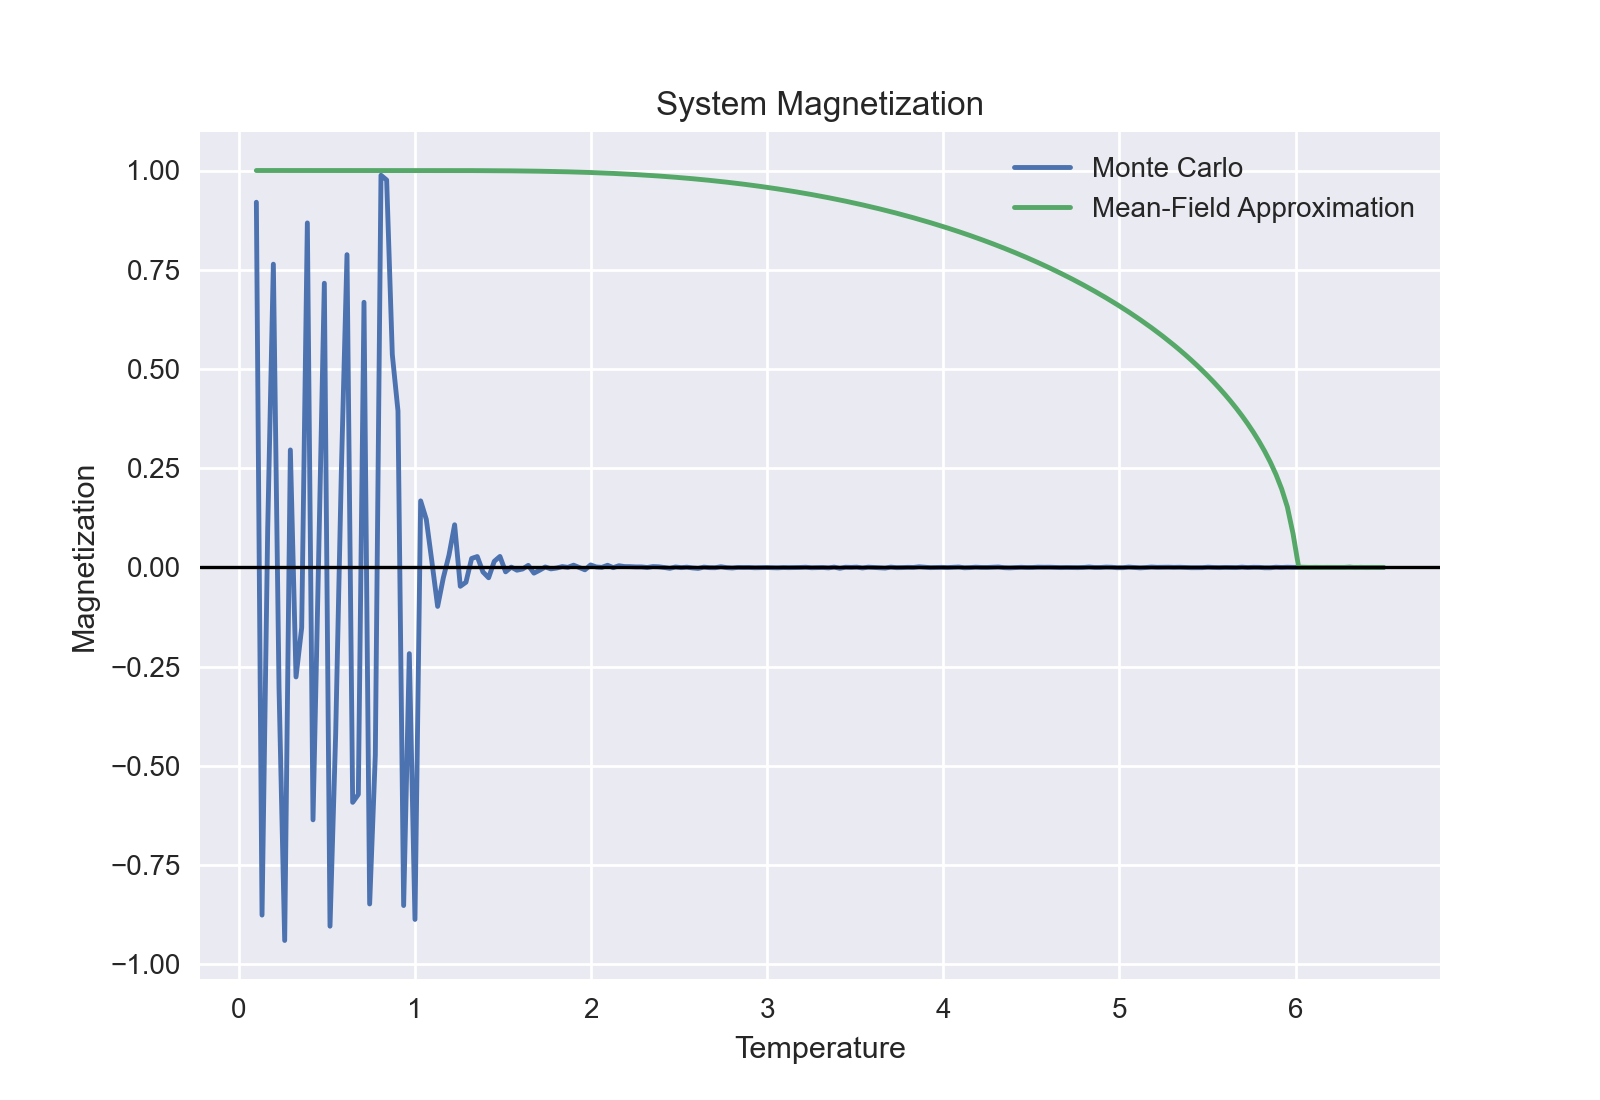 System Magnetization
Monte Carlo
Mean-Field Approximation
Magnetization
1.00
0.75
0.50
0.25
0.00
−0.25
−0.50
−0.75
−1.00
0 1 2 3 4 5 6
Temperature